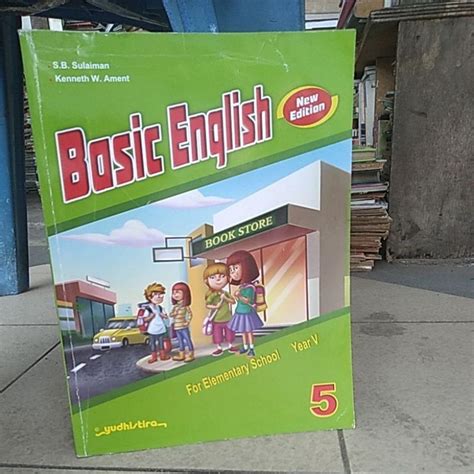 S.B. Sulaiman
Kenneth W. Ament
Basic English
New
Edition
BOOK STORE
For Elementary School Year V
5
yudhistira